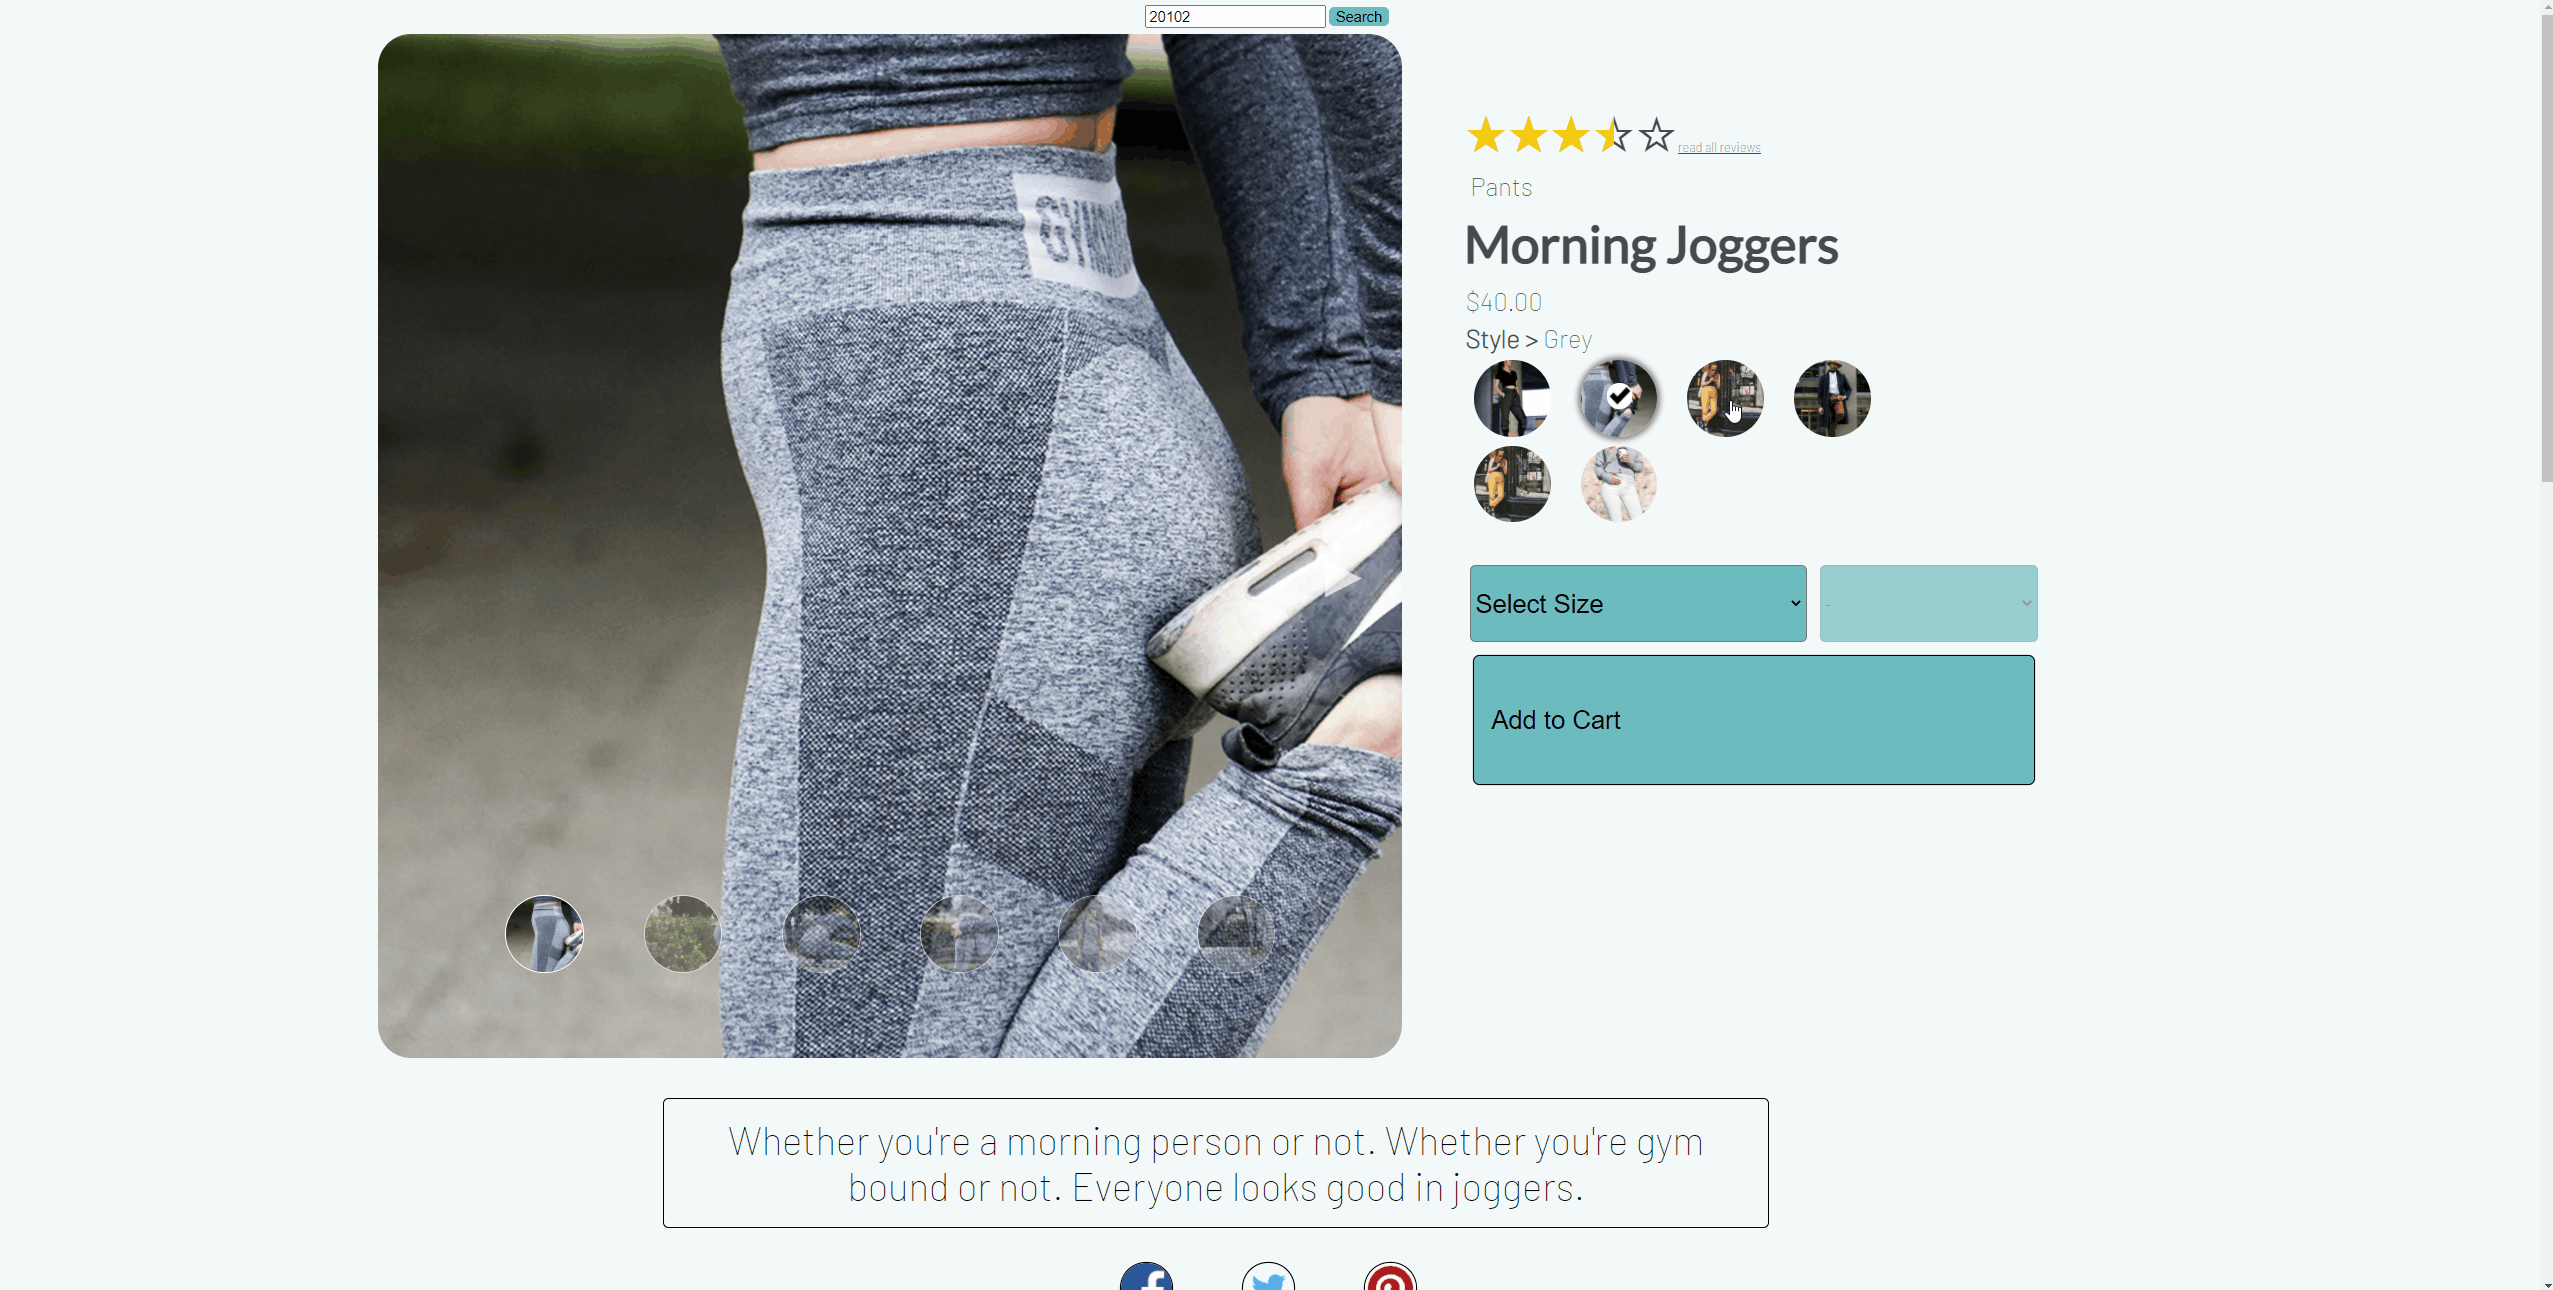 20102 Search
read all reviews
Pants
Morning Joggers
$40.00
Style > Grey
Select Size
-
Add to Cart
Whether you're a morning person or not. Whether you're gym
bound or not. Everyone looks good in joggers.